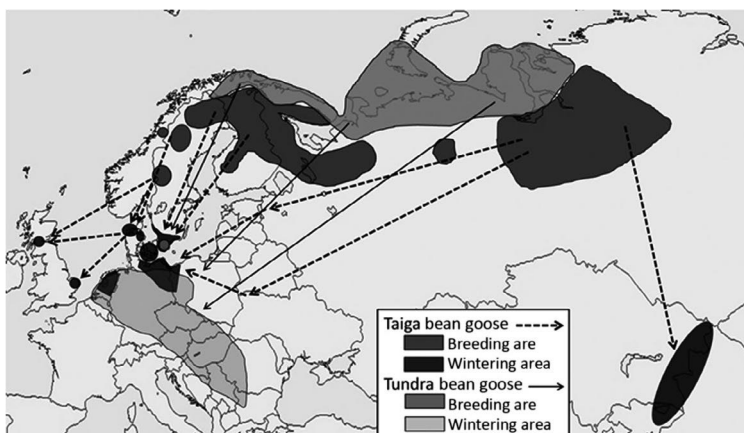 Taiga bean goose
Breeding are
Wintering area
Tundra bean goose
Breeding are
Wintering area